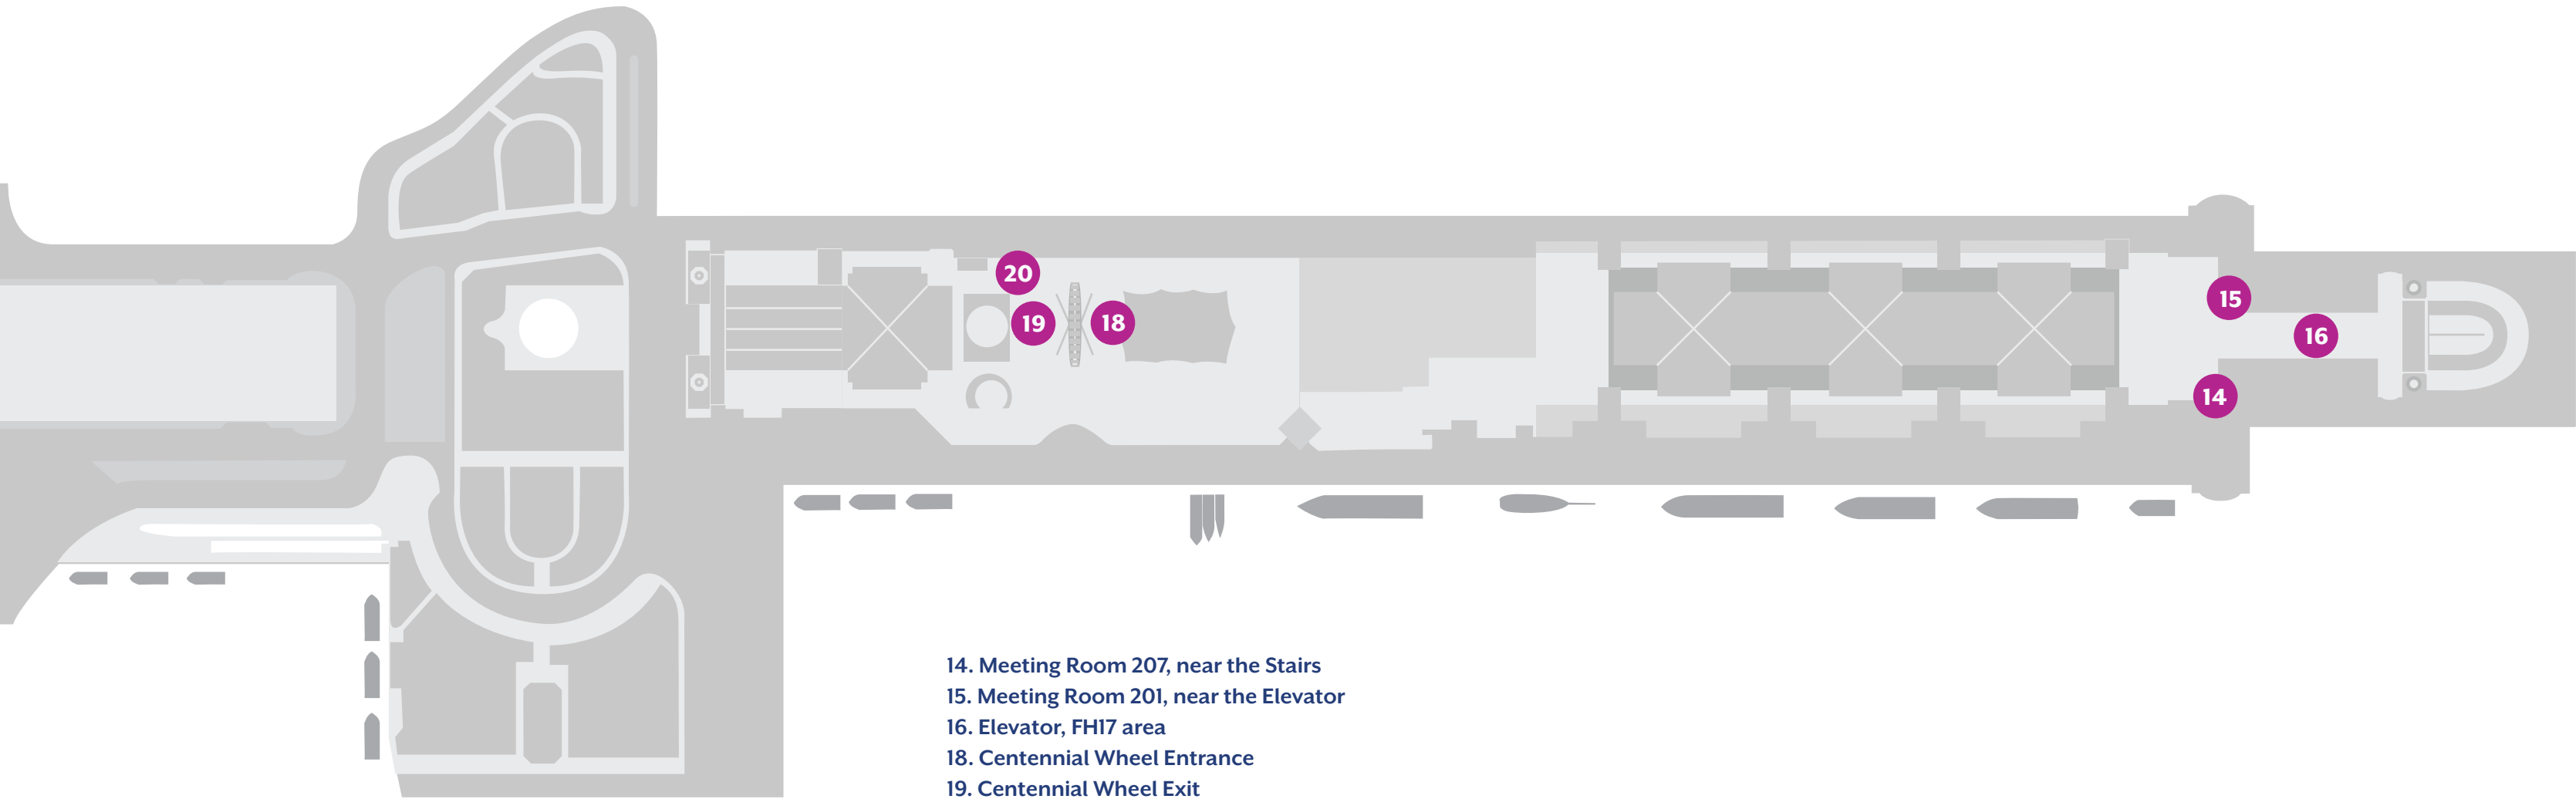 20
19
18
15
16
14
14. Meeting Room 207, near the Stairs
15. Meeting Room 201, near the Elevator
16. Elevator, FH17 area
18. Centennial Wheel Entrance
19. Centennial Wheel Exit